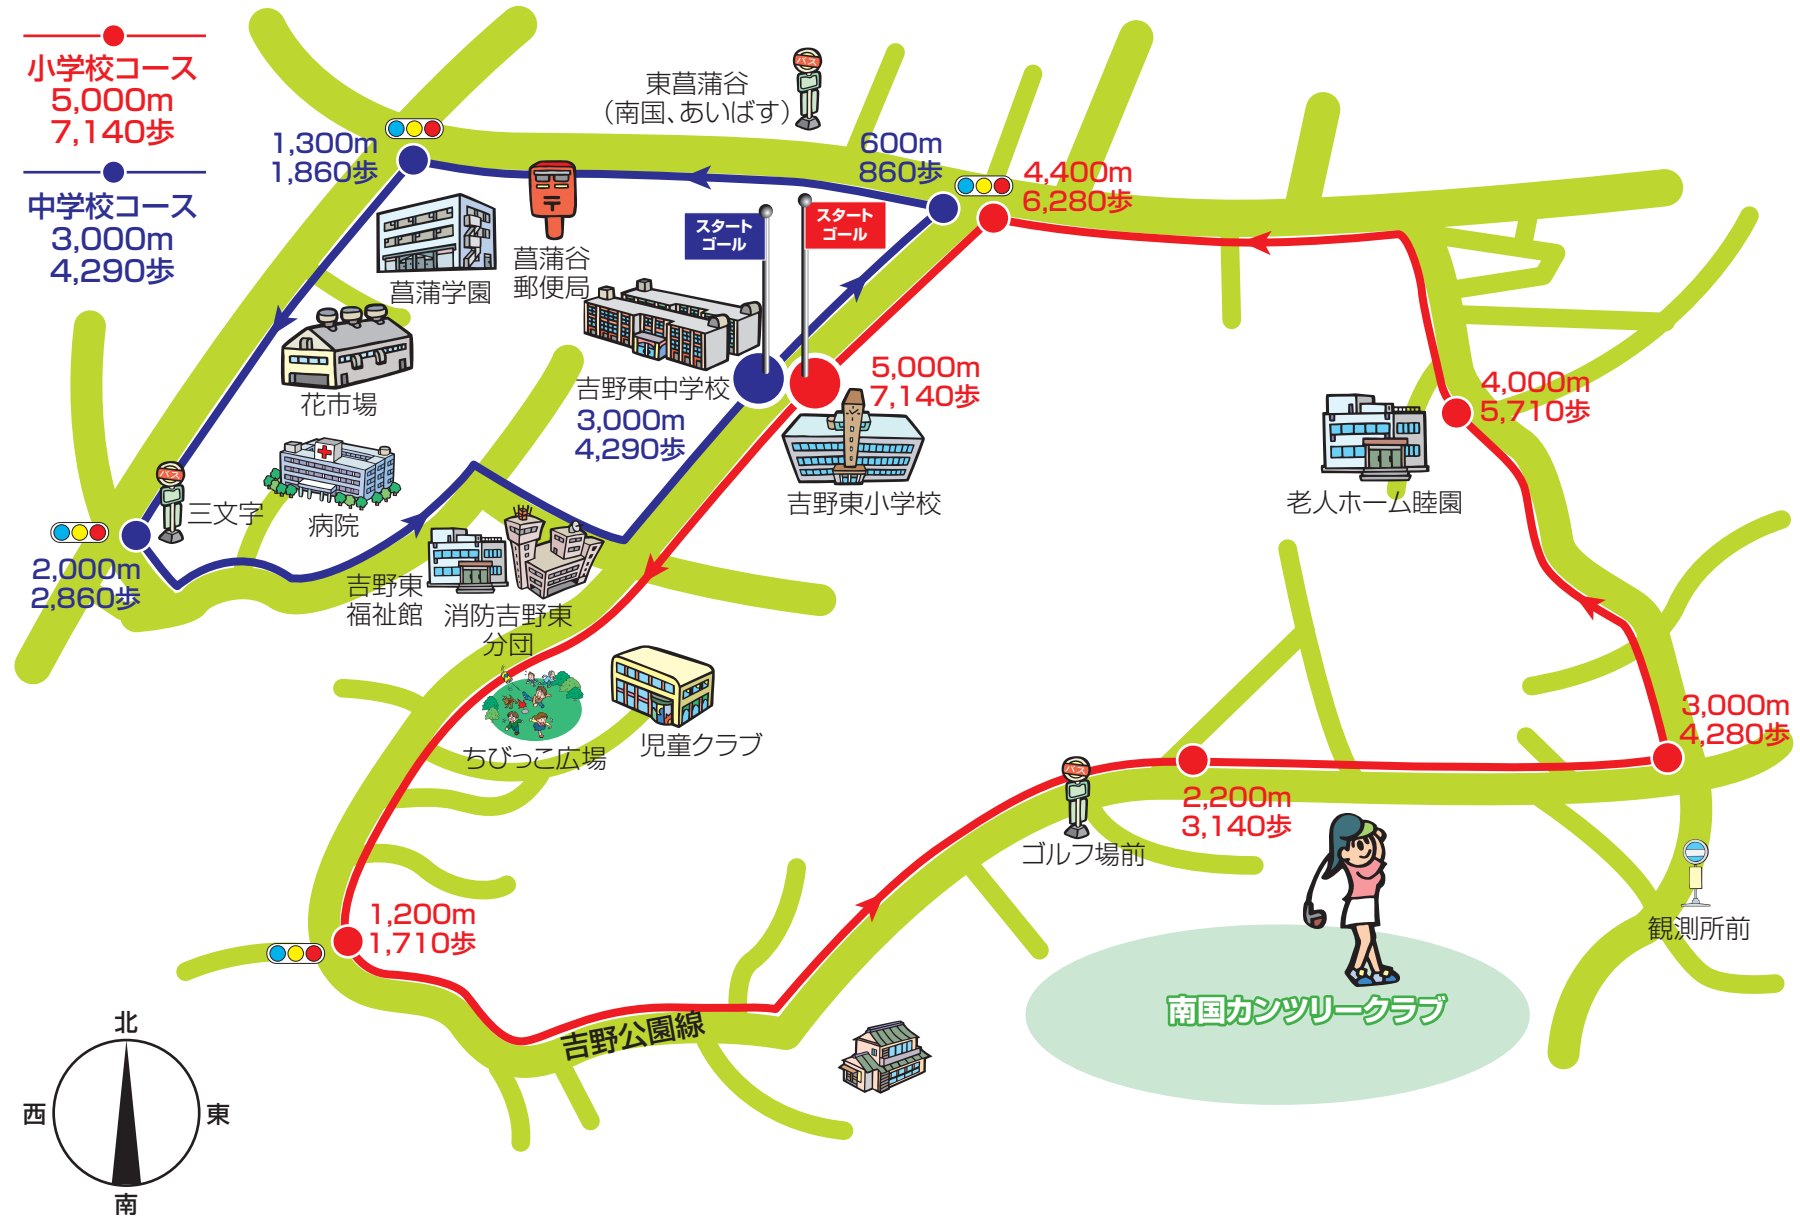 小学校コース
5,000m
7,140歩
中学校コース
3,000m
4,290歩
東菖蒲谷
（南国、あいばす）
バス
1,300m
1,860歩
600m
860歩
4,400m
6,280歩
スタート
ゴール
スタート
ゴール
菖蒲学園
菖蒲谷
郵便局
花市場
吉野東中学校
3,000m
4,290歩
5,000m
7,140歩
吉野東小学校
4,000m
5,710歩
老人ホーム睦園
バス
三文字
病院
2,000m
2,860歩
吉野東
福祉館
消防吉野東
分団
ちびっこ広場
児童クラブ
3,000m
4,280歩
バス
2,200m
3,140歩
ゴルフ場前
観測所前
1,200m
1,710歩
南国カンツリークラブ
吉野公園線
北
西
東
南